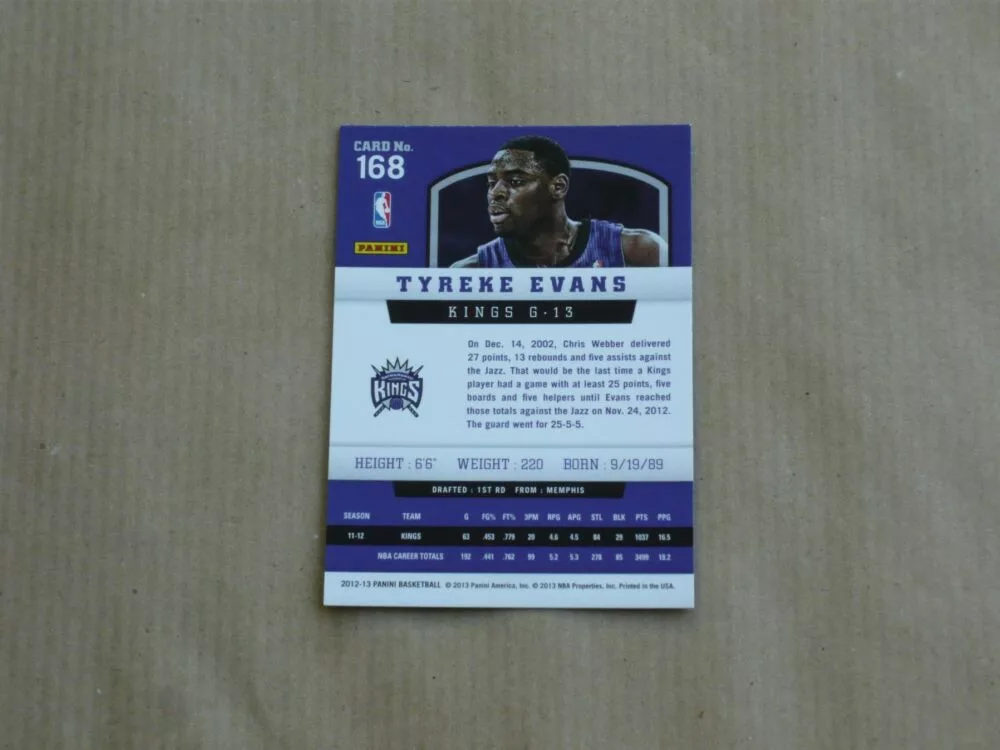 CARD No.
168
NBA
PANINI
TYREKE EVANS
KINGS G·13
On Dec. 14, 2002, Chris Webber delivered
27 points, 13 rebounds and five assists against
the Jazz. That would be the last time a Kings
player had a game with at least 25 points, five
boards and five helpers until Evans reached
those totals against the Jazz on Nov. 24, 2012.
The guard went for 25-5-5.
KINGS
HEIGHT : 6'6" WEIGHT : 220 BORN : 9/19/89
DRAFTED : 1ST RD FROM : MEMPHIS
SEASON TEAM G FG% FT% 3PM RPG APG STL BLK PTS PPG
11-12 KINGS 63 .453 .779 20 4.6 4.5 84 29 1037 16.5
NBA CAREER TOTALS 192 .441 .762 99 5.2 5.3 270 85 3499 18.2
2012-13 PANINI BASKETBALL © 2013 Panini America, Inc. © 2013 NBA Properties, Inc. Printed in the USA.